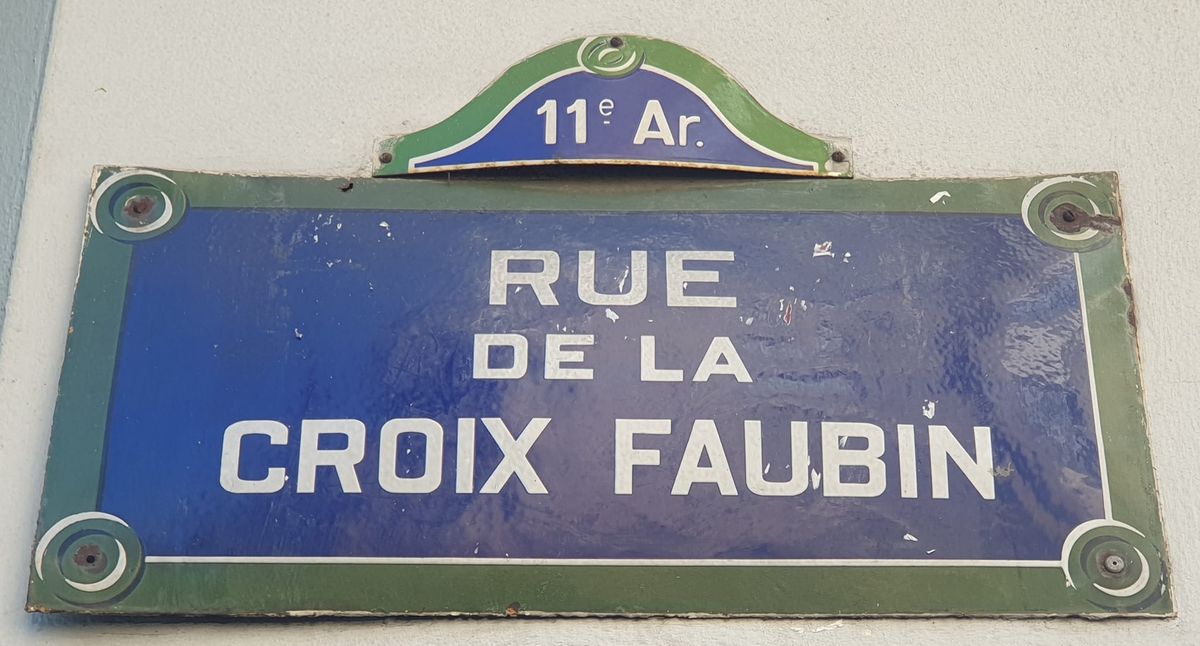 11e Ar.
RUE
DE LA
CROIX FAUBIN